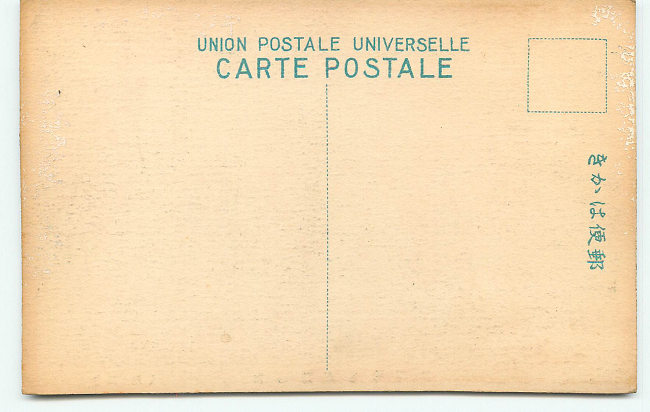 UNION POSTALE UNIVERSELLE
CARTE POSTALE
きかは便郵